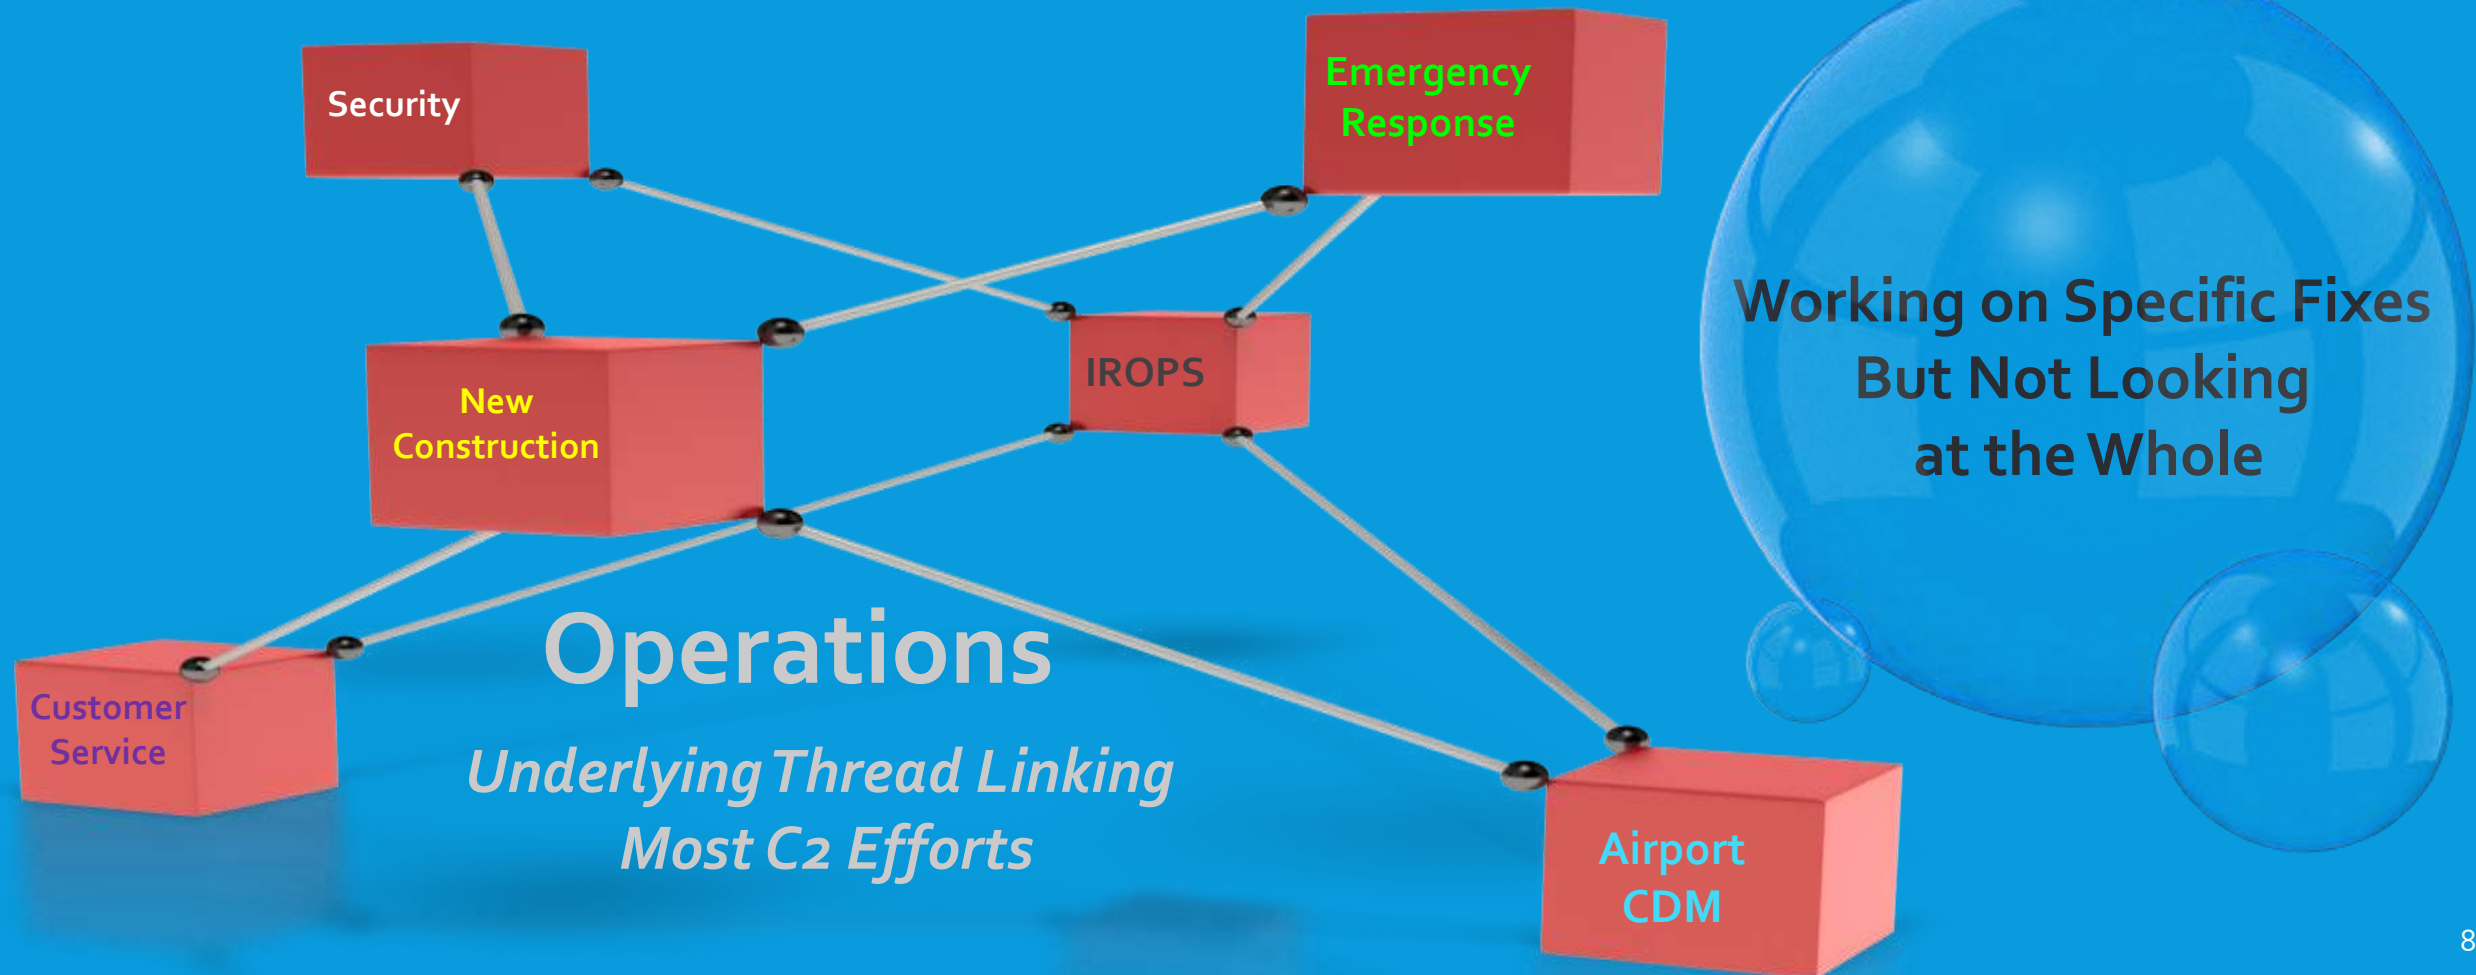 Security
Emergency
Response
New
Construction
IROPS
Working on Specific Fixes
But Not Looking
at the Whole
Customer
Service
Operations
Underlying Thread Linking
Most C2 Efforts
Airport
CDM
8